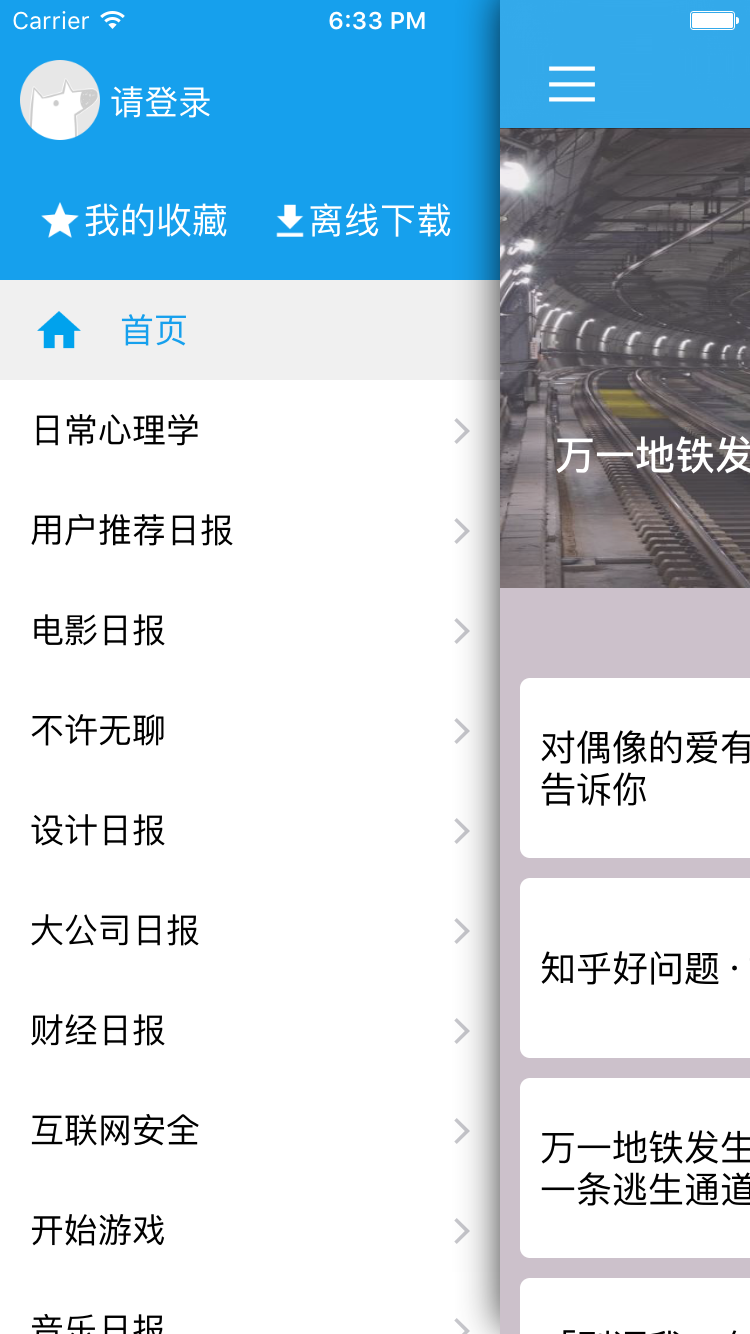 Carrier 6:33 PM
请登录
我的收藏 离线下载
首页
日常心理学
用户推荐日报
电影日报
不许无聊
设计日报
大公司日报
财经日报
互联网安全
开始游戏
音乐日报
万一地铁发
对偶像的爱有
告诉你
知乎好问题 ·
万一地铁发生
一条逃生通道